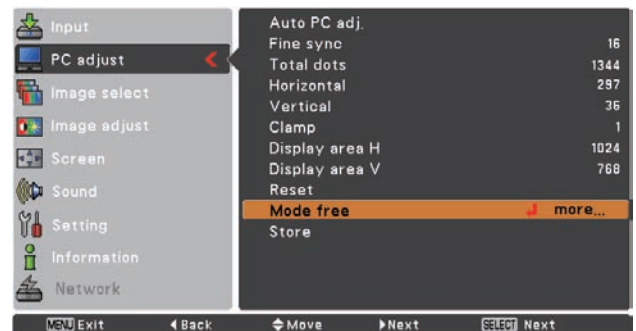 Input
PC adjust
Image select
Image adjust
Screen
Sound
Setting
Information
Network
Auto PC adj.
Fine sync 16
Total dots 1344
Horizontal 297
Vertical 36
Clamp 1
Display area H 1024
Display area V 768
Reset
Mode free more...
Store
MENU Exit Back Move Next SELECT Next